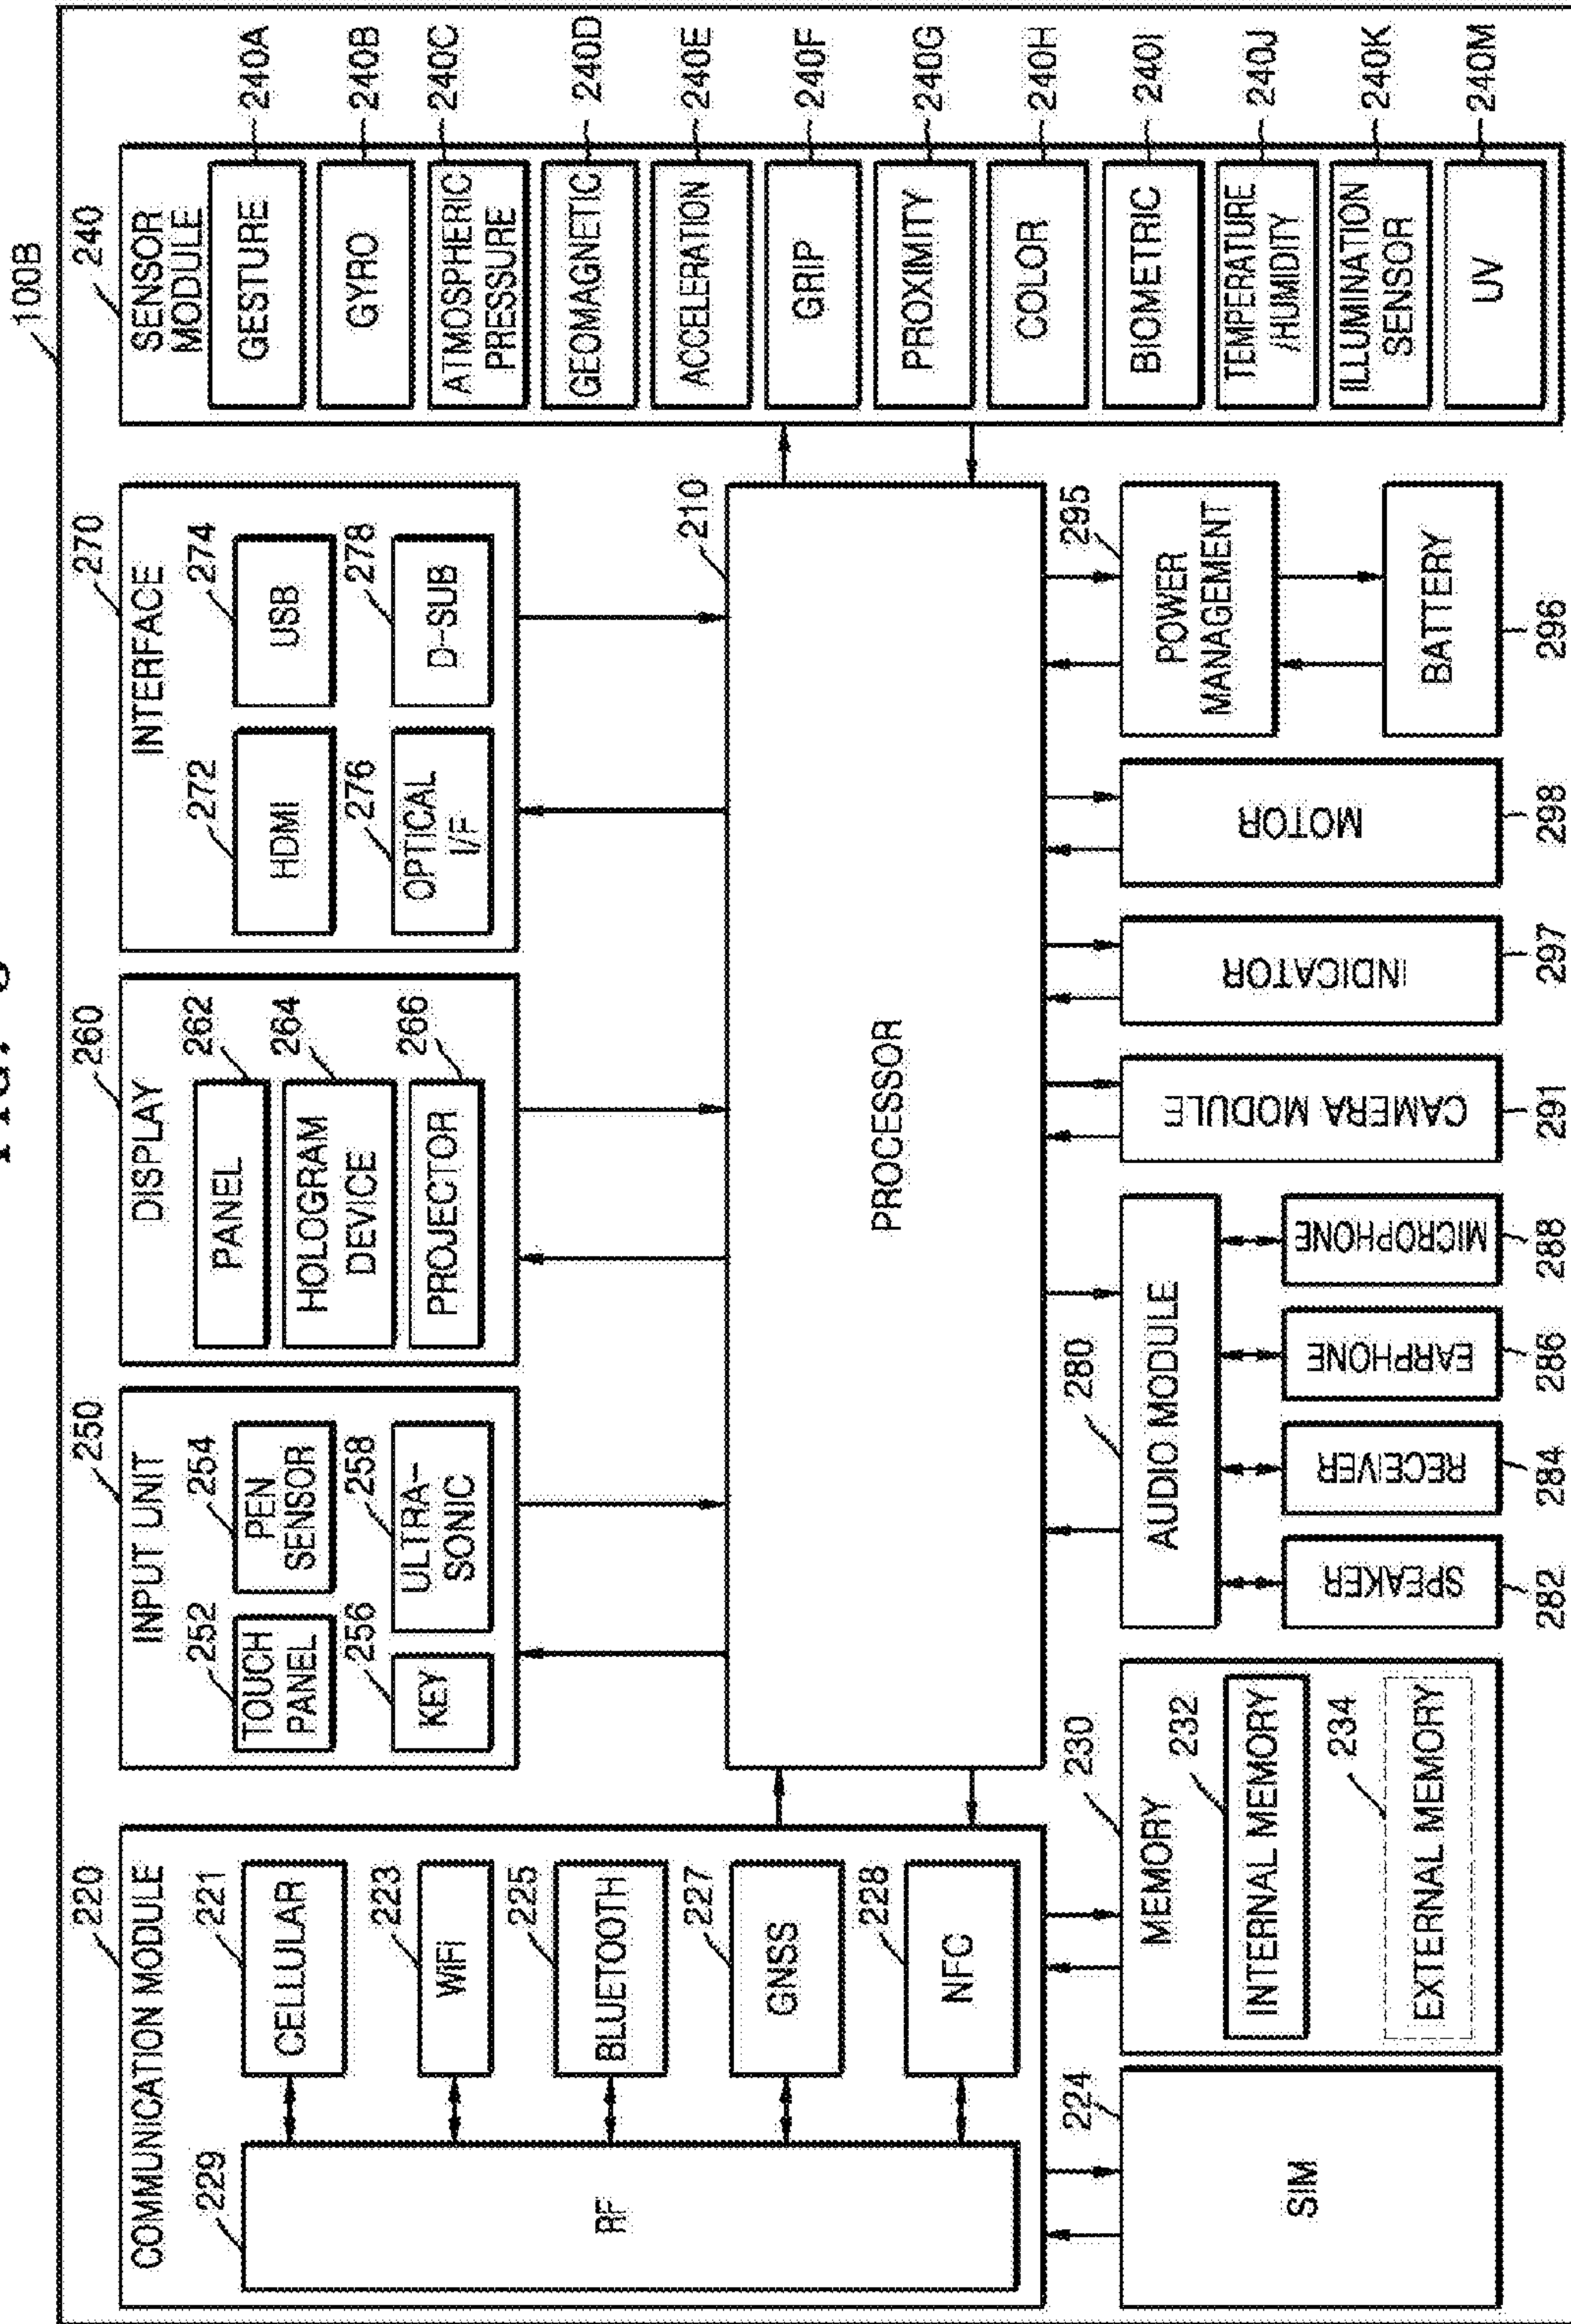 100B
220
COMMUNICATION MODULE
229
RF
221
CELLULAR
223
WiFi
225
BLUETOOTH
227
GNSS
228
NFC
250
INPUT UNIT
252
TOUCH
PANEL
254
PEN
SENSOR
256
KEY
258
ULTRA-
SONIC
260
DISPLAY
262
PANEL
264
HOLOGRAM
DEVICE
266
PROJECTOR
270
INTERFACE
272
HDMI
274
USB
276
OPTICAL
I/F
278
D-SUB
240
SENSOR
MODULE
GESTURE
240A
GYRO
240B
ATMOSPHERIC
PRESSURE
240C
GEOMAGNETIC
240D
ACCELERATION
240E
GRIP
240F
PROXIMITY
240G
COLOR
240H
BIOMETRIC
240I
TEMPERATURE
/HUMIDITY
240J
ILLUMINATION
SENSOR
240K
UV
240M
210
PROCESSOR
224
SIM
230
MEMORY
232
INTERNAL MEMORY
234
EXTERNAL MEMORY
280
AUDIO MODULE
SPEAKER
282
RECEIVER
284
EARPHONE
286
MICROPHONE
288
CAMERA MODULE
291
INDICATOR
297
MOTOR
298
295
POWER
MANAGEMENT
BATTERY
296